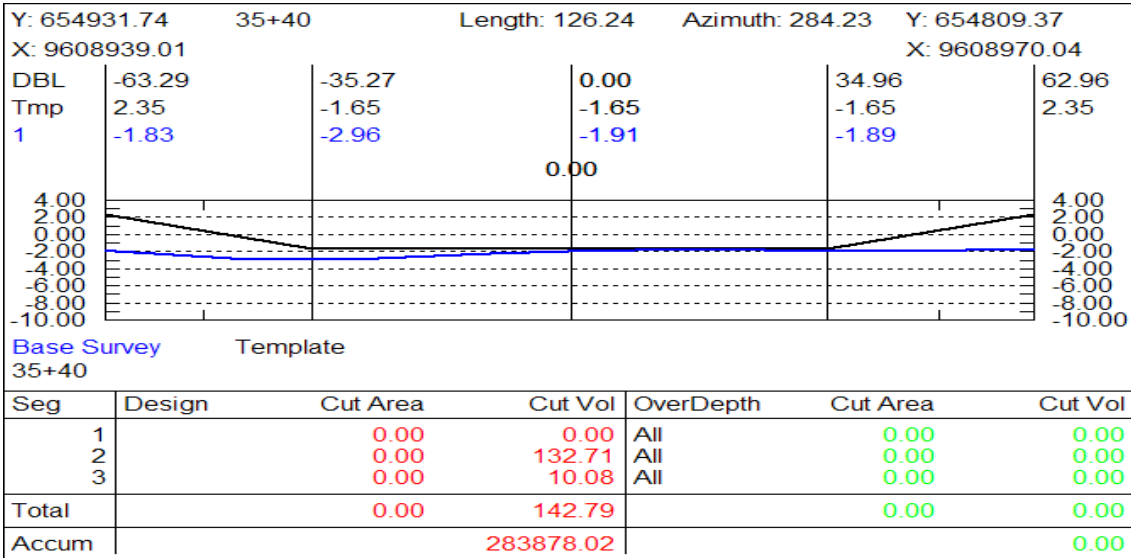 Y: 654931.74 35+40 Length: 126.24 Azimuth: 284.23 Y: 654809.37
X: 9608939.01 X: 9608970.04
DBL -63.29 -35.27 0.00 34.96 62.96
Tmp 2.35 -1.65 -1.65 -1.65 2.35
1 -1.83 -2.96 -1.91 -1.89
0.00
4.00 4.00
2.00 2.00
0.00 0.00
-2.00 -2.00
-4.00 -4.00
-6.00 -6.00
-8.00 -8.00
-10.00 -10.00
Base Survey Template
35+40
Seg Design Cut Area Cut Vol OverDepth Cut Area Cut Vol
1 0.00 0.00 All 0.00 0.00
2 0.00 132.71 All 0.00 0.00
3 0.00 10.08 All 0.00 0.00
Total 0.00 142.79 0.00 0.00
Accum 283878.02 0.00